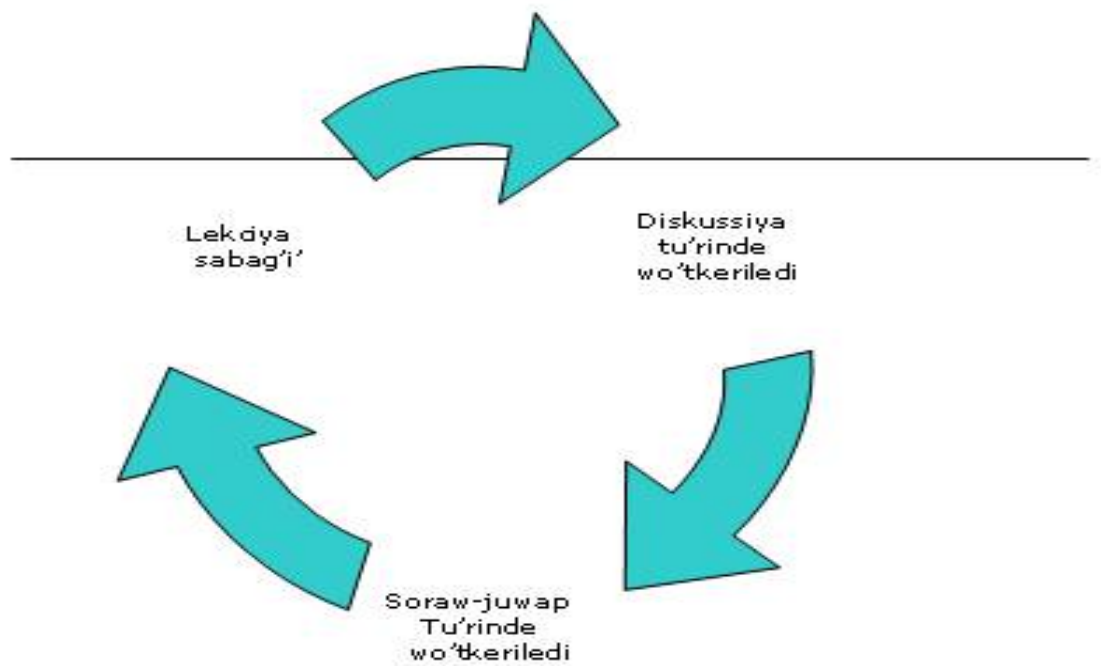 Lekciya
sabag'i'
Diskussiya
tu'rinde
wo'tkeriledi
Soraw-juwap
Tu'rinde
wo'tkeriledi